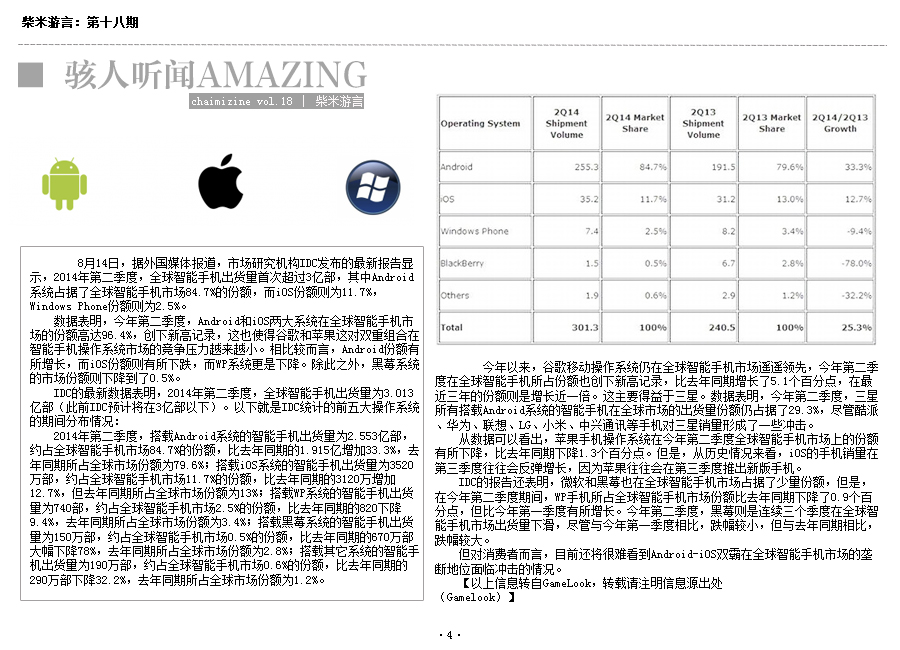 柴米游言：第十八期
骇人听闻AMAZING
chaimizine vol.18 | 柴米游言
8月14日，据外国媒体报道，市场研究机构IDC发布的最新报告显
示，2014年第二季度，全球智能手机出货量首次超过3亿部，其中Android
系统占据了全球智能手机市场84.7%的份额，而iOS份额则为11.7%，
Windows Phone份额则为2.5%。
数据表明，今年第二季度，Android和iOS两大系统在全球智能手机市
场的份额高达96.4%，创下新高记录，这也使得谷歌和苹果这对双重组合在
智能手机操作系统市场的竞争压力越来越小。相比较而言，Android份额有
所增长，而iOS份额则有所下跌，而WP系统更是下降。除此之外，黑莓系统
的市场份额则下降到了0.5%。
IDC的最新数据表明，2014年第二季度，全球智能手机出货量为3.013
亿部（此前IDC预计将在3亿部以下）。以下就是IDC统计的前五大操作系统
的期间分布情况：
2014年第二季度，搭载Android系统的智能手机出货量为2.553亿部，
约占全球智能手机市场84.7%的份额，比去年同期的1.915亿增加33.3%，去
年同期所占全球市场份额为79.6%；搭载iOS系统的智能手机出货量为3520
万部，约占全球智能手机市场11.7%的份额，比去年同期的3120万增加
12.7%，但去年同期所占全球市场份额为13%；搭载WP系统的智能手机出货
量为740部，约占全球智能手机市场2.5%的份额，比去年同期的820下降
9.4%，去年同期所占全球市场份额为3.4%；搭载黑莓系统的智能手机出货
量为150万部，约占全球智能手机市场0.5%的份额，比去年同期的670万部
大幅下降78%，去年同期所占全球市场份额为2.8%；搭载其它系统的智能手
机出货量为190万部，约占全球智能手机市场0.6%的份额，比去年同期的
290万部下降32.2%，去年同期所占全球市场份额为1.2%。
Operating System 2Q14 Shipment Volume 2Q14 Market Share 2Q13 Shipment Volume 2Q13 Market Share 2Q14/2Q13 Growth
Android 255.3 84.7% 191.5 79.6% 33.3%
iOS 35.2 11.7% 31.2 13.0% 12.7%
Windows Phone 7.4 2.5% 8.2 3.4% -9.4%
BlackBerry 1.5 0.5% 6.7 2.8% -78.0%
Others 1.9 0.6% 2.9 1.2% -32.2%
Total 301.3 100% 240.5 100% 25.3%
今年以来，谷歌移动操作系统仍在全球智能手机市场遥遥领先，今年第二季
度在全球智能手机所占份额也创下新高记录，比去年同期增长了5.1个百分点，在最
近三年的份额则是增长近一倍。这主要得益于三星。数据表明，今年第二季度，三星
所有搭载Android系统的智能手机在全球市场的出货量份额仍占据了29.3%，尽管酷派
、华为、联想、LG、小米、中兴通讯等手机对三星销量形成了一些冲击。
从数据可以看出，苹果手机操作系统在今年第二季度全球智能手机市场上的份额
有所下降，比去年同期下降1.3个百分点。但是，从历史情况来看，iOS的手机销量在
第三季度往往会反弹增长，因为苹果往往会在第三季度推出新版手机。
IDC的报告还表明，微软和黑莓也在全球智能手机市场占据了少量份额，但是，
在今年第二季度期间，WP手机所占全球智能手机市场份额比去年同期下降了0.9个百
分点，但比今年第一季度有所增长。今年第二季度，黑莓则是连续三个季度在全球智
能手机市场出货量下滑，尽管与今年第一季度相比，跌幅较小，但与去年同期相比，
跌幅较大。
但对消费者而言，目前还将很难看到Android-iOS双霸在全球智能手机市场的垄
断地位面临冲击的情况。
【以上信息转自GameLook，转载请注明信息源出处
（Gamelook）】
·4·